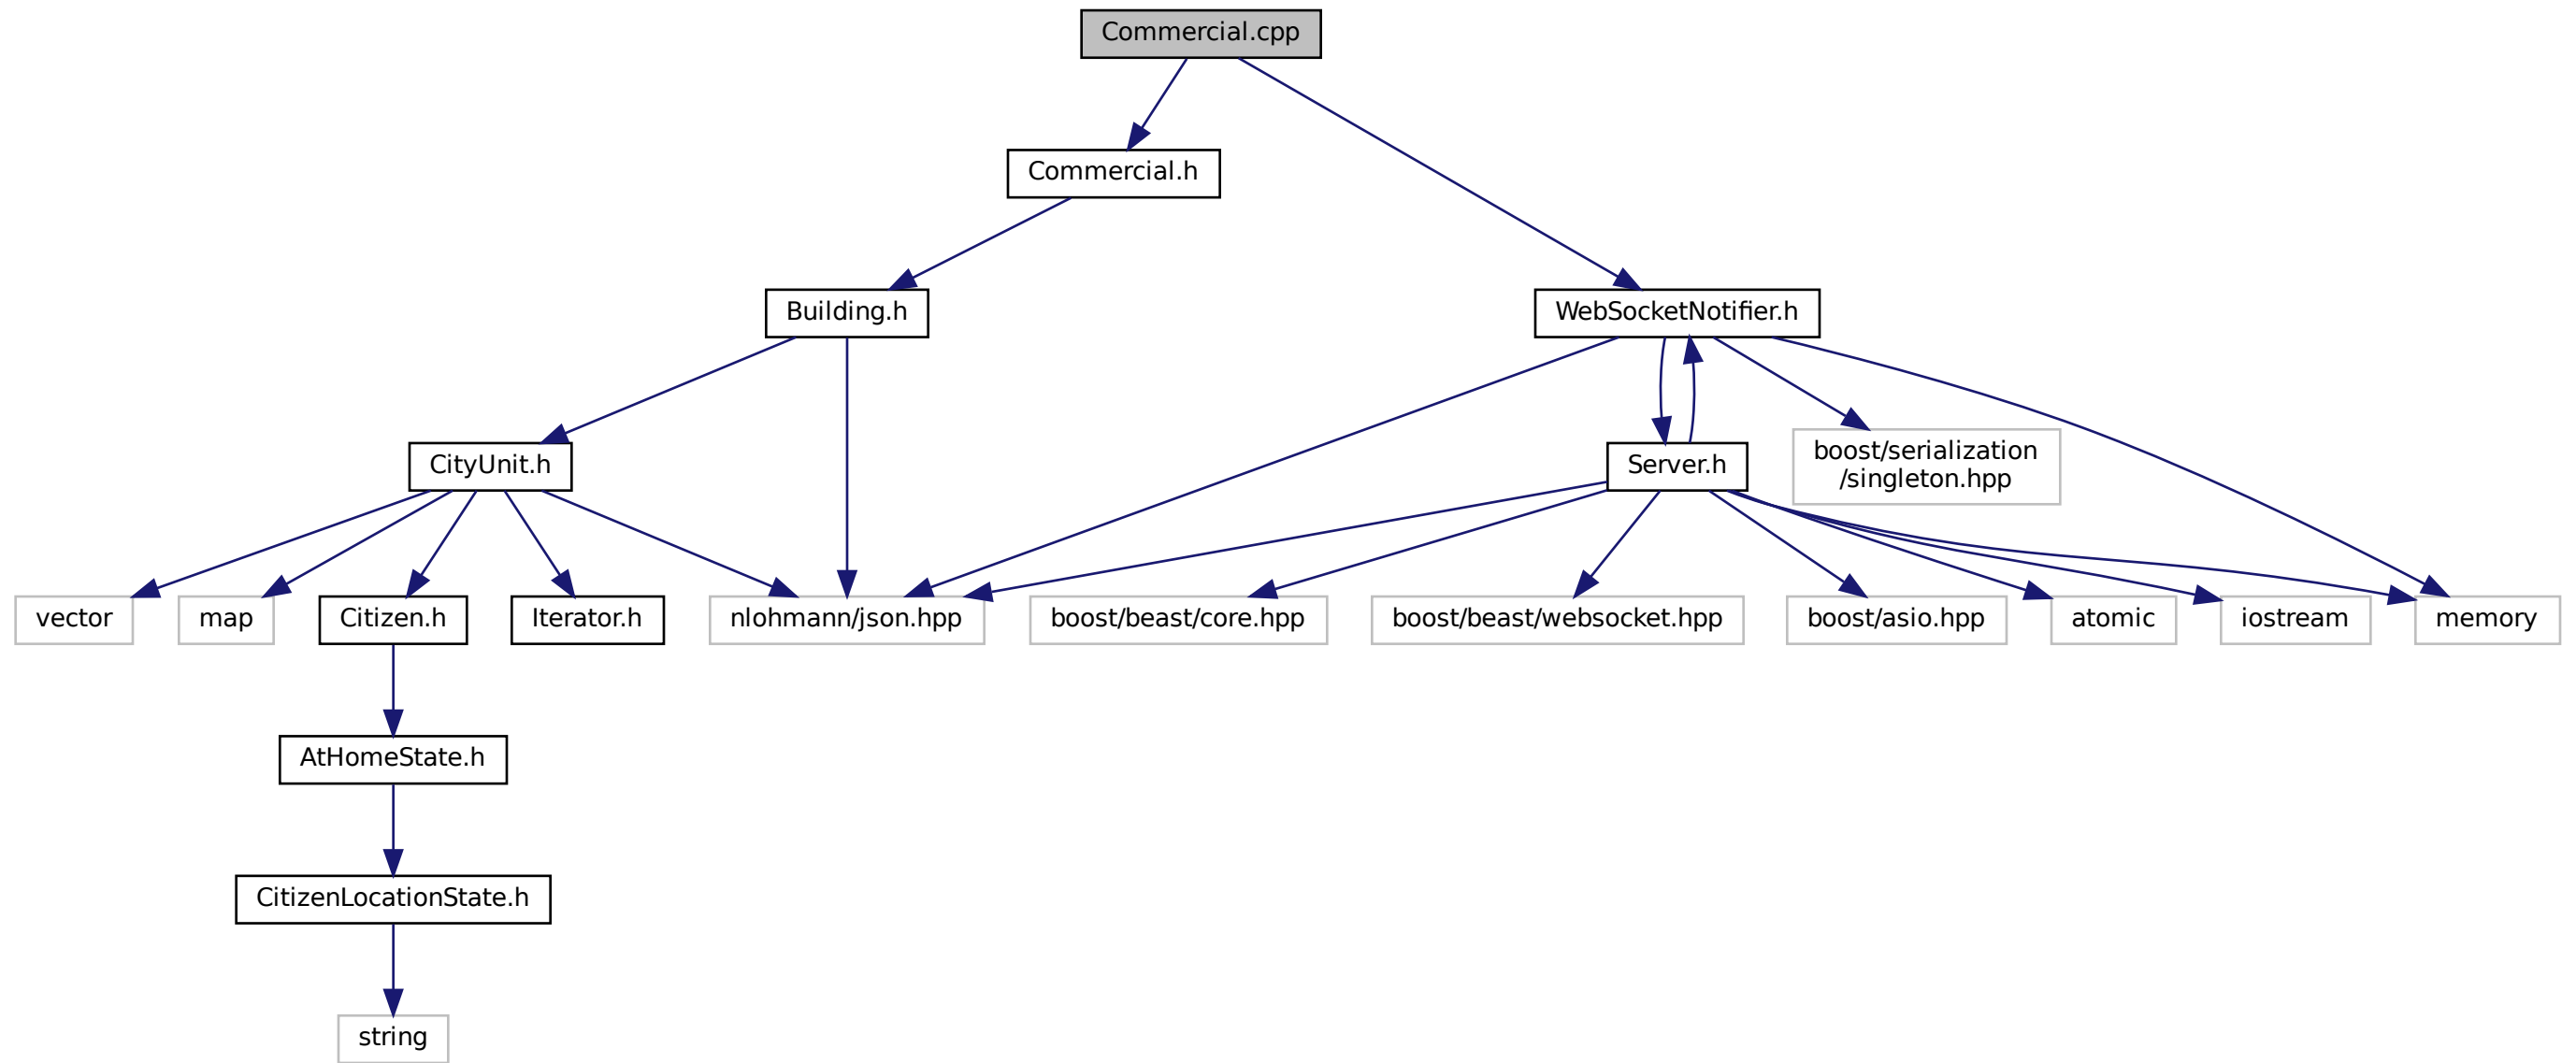 Commercial.cpp
Commercial.h
Building.h
WebSocketNotifier.h
CityUnit.h
Server.h
boost/serialization
/singleton.hpp
vector
map
Citizen.h
Iterator.h
nlohmann/json.hpp
boost/beast/core.hpp
boost/beast/websocket.hpp
boost/asio.hpp
atomic
iostream
memory
AtHomeState.h
CitizenLocationState.h
string